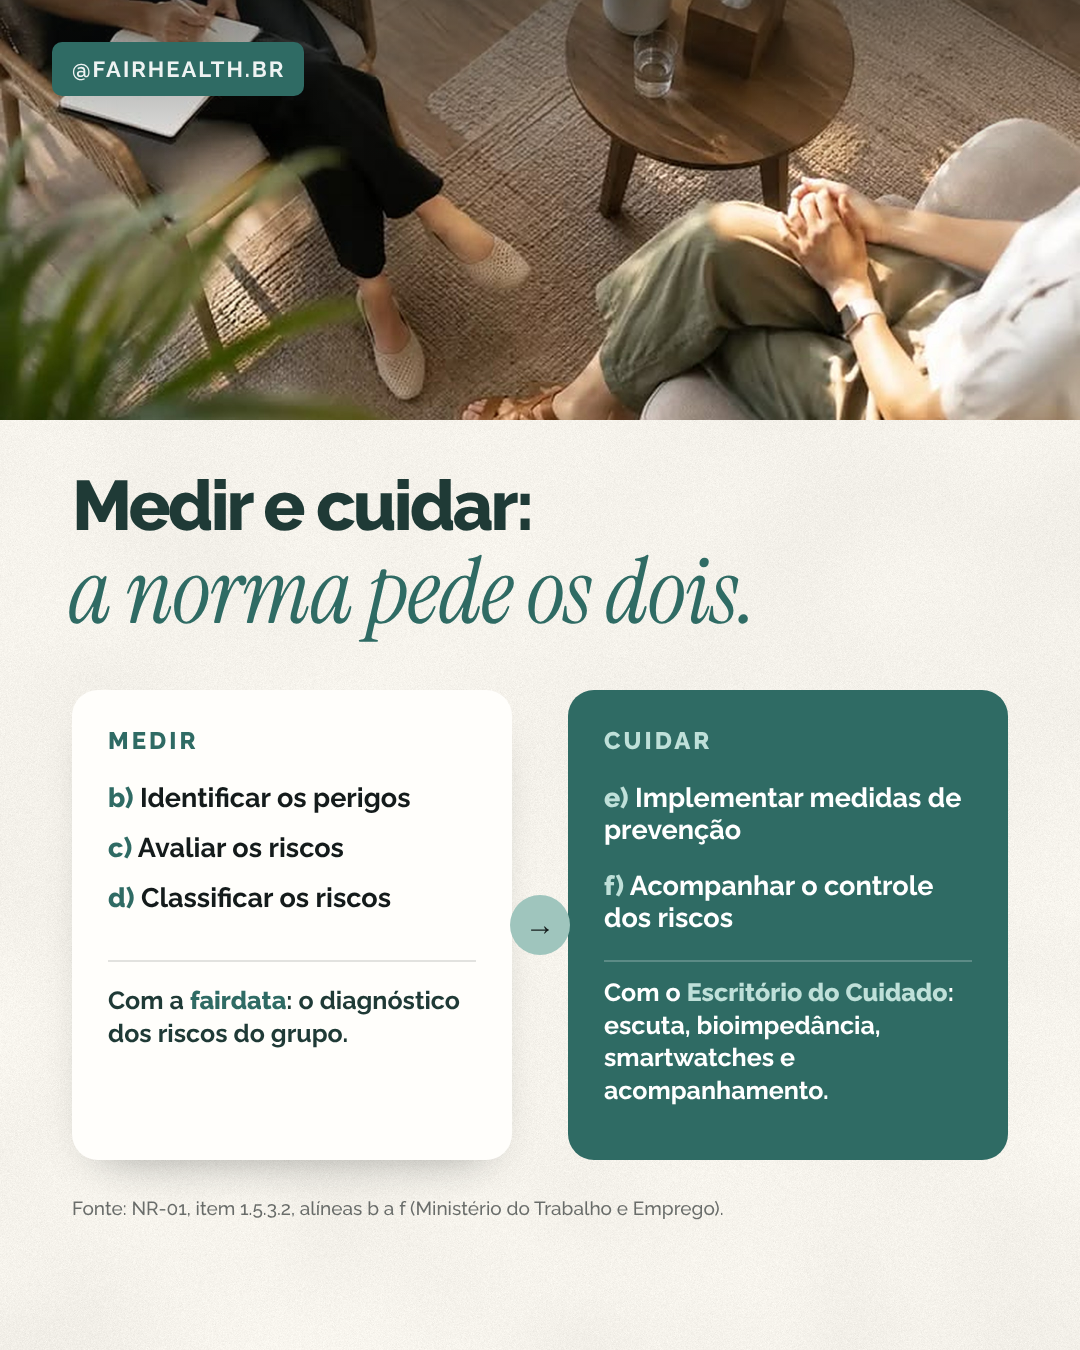 @FAIRHEALTH.BR
Medir e cuidar:
a norma pede os dois.
MEDIR
b) Identificar os perigos
c) Avaliar os riscos
d) Classificar os riscos
Com a fairdata: o diagnóstico
dos riscos do grupo.
→
CUIDAR
e) Implementar medidas de
prevenção
f) Acompanhar o controle
dos riscos
Com o Escritório do Cuidado:
escuta, bioimpedância,
smartwatches e
acompanhamento.
Fonte: NR-01, item 1.5.3.2, alíneas b a f (Ministério do Trabalho e Emprego).